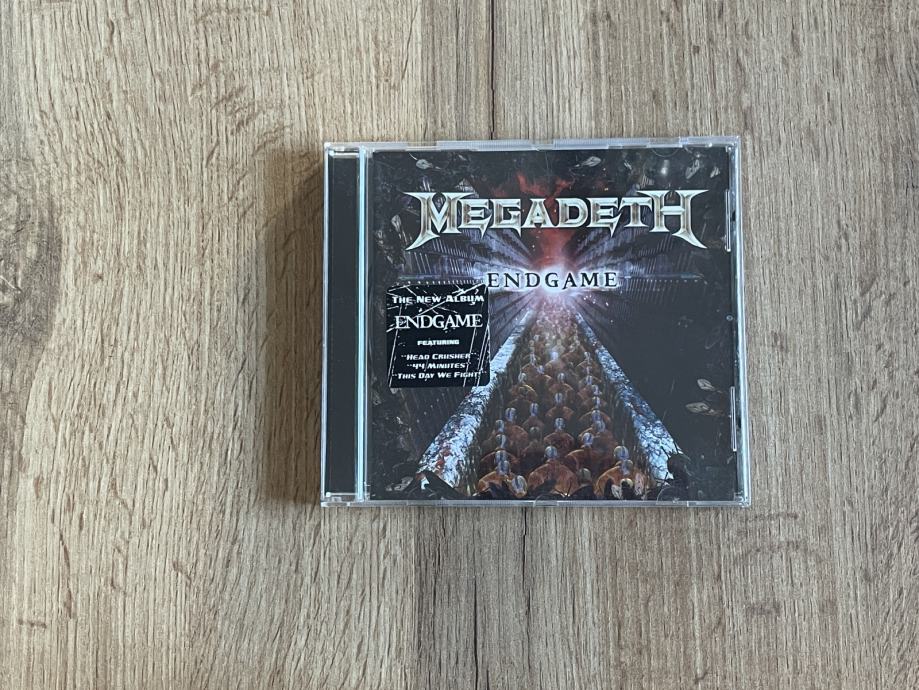 MEGADETH
ENDGAME
THE NEW ALBUM
ENDGAME
FEATURING
"HEAD CRUSHER"
"44 MINUTES"
"THIS DAY WE FIGHT"